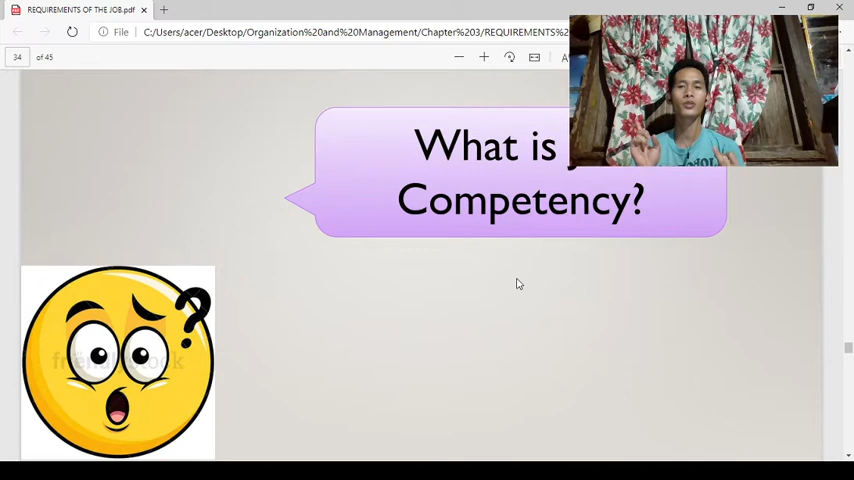 REQUIREMENTS OF THE JOB.pdf
File
C:/Users/acer/Desktop/Organization%20and%20Management/Chapter%203/REQUIREMENTS%2
34
of 45
What is
Competency?
?